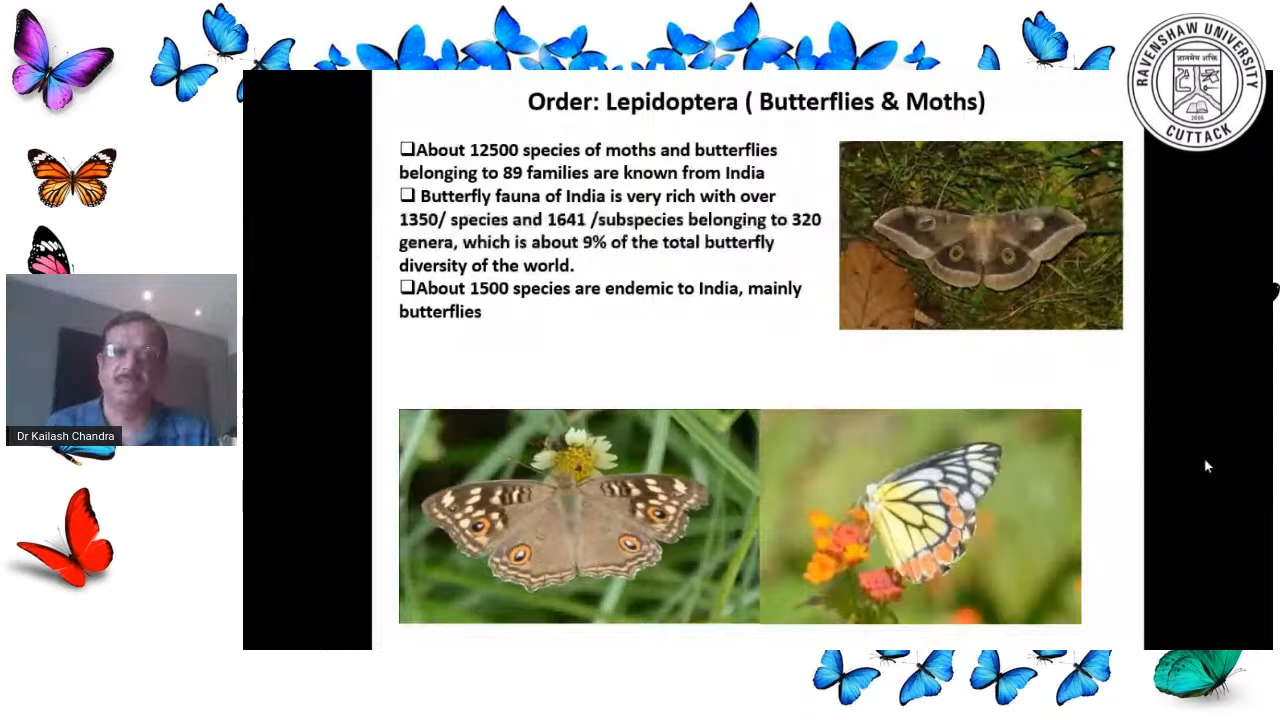 Order: Lepidoptera ( Butterflies & Moths)
❑About 12500 species of moths and butterflies
belonging to 89 families are known from India
❑ Butterfly fauna of India is very rich with over
1350/ species and 1641 /subspecies belonging to 320
genera, which is about 9% of the total butterfly
diversity of the world.
❑About 1500 species are endemic to India, mainly
butterflies
RAVENSHAW UNIVERSITY
ज्ञानमेव शक्ति
2006
CUTTACK
Dr Kailash Chandra